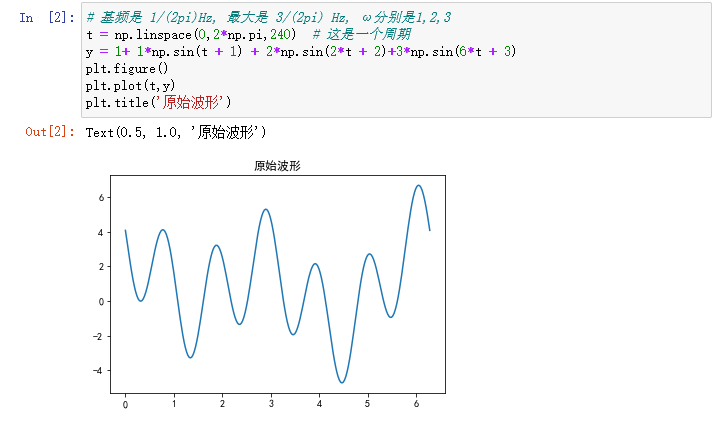 In [2]: # 基频是 1/(2pi)Hz, 最大是 3/(2pi) Hz, ω分别是1,2,3
t = np.linspace(0,2*np.pi,240) # 这是一个周期
y = 1+ 1*np.sin(t + 1) + 2*np.sin(2*t + 2)+3*np.sin(6*t + 3)
plt.figure()
plt.plot(t,y)
plt.title('原始波形')
Out[2]: Text(0.5, 1.0, '原始波形')
原始波形
6
4
2
0
−2
−4
0 1 2 3 4 5 6